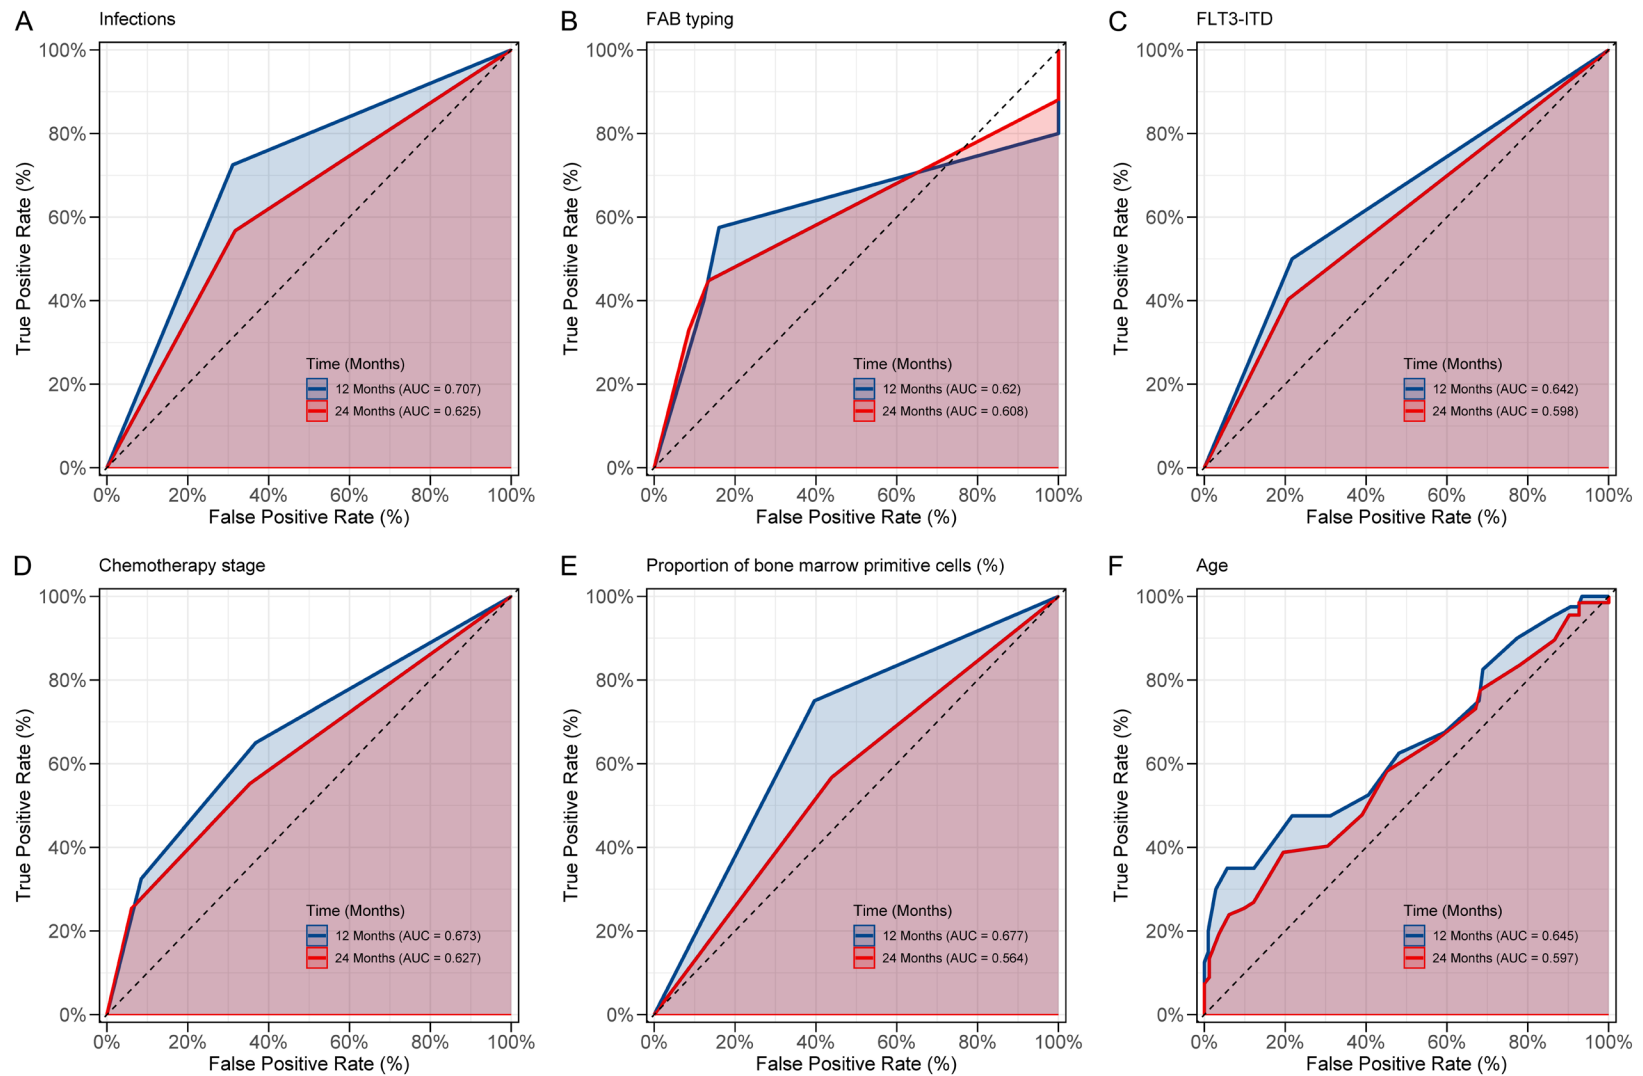 A Infections
100%
80%
60%
40%
20%
0%
True Positive Rate (%)
Time (Months)
12 Months (AUC = 0.707)
24 Months (AUC = 0.625)
0% 20% 40% 60% 80% 100%
False Positive Rate (%)
B FAB typing
100%
80%
60%
40%
20%
0%
True Positive Rate (%)
Time (Months)
12 Months (AUC = 0.62)
24 Months (AUC = 0.608)
0% 20% 40% 60% 80% 100%
False Positive Rate (%)
C FLT3-ITD
100%
80%
60%
40%
20%
0%
True Positive Rate (%)
Time (Months)
12 Months (AUC = 0.642)
24 Months (AUC = 0.598)
0% 20% 40% 60% 80% 100%
False Positive Rate (%)
D Chemotherapy stage
100%
80%
60%
40%
20%
0%
True Positive Rate (%)
Time (Months)
12 Months (AUC = 0.673)
24 Months (AUC = 0.627)
0% 20% 40% 60% 80% 100%
False Positive Rate (%)
E Proportion of bone marrow primitive cells (%)
100%
80%
60%
40%
20%
0%
True Positive Rate (%)
Time (Months)
12 Months (AUC = 0.677)
24 Months (AUC = 0.564)
0% 20% 40% 60% 80% 100%
False Positive Rate (%)
F Age
100%
80%
60%
40%
20%
0%
True Positive Rate (%)
Time (Months)
12 Months (AUC = 0.645)
24 Months (AUC = 0.597)
0% 20% 40% 60% 80% 100%
False Positive Rate (%)